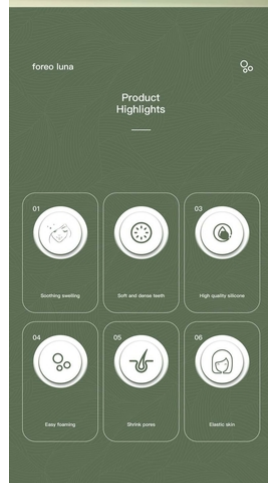 foreo luna
Product
Highlights
01
03
Soothing swelling
Soft and dense teeth
High quality silicone
04
05
06
Easy foaming
Shrink pores
Elastic skin